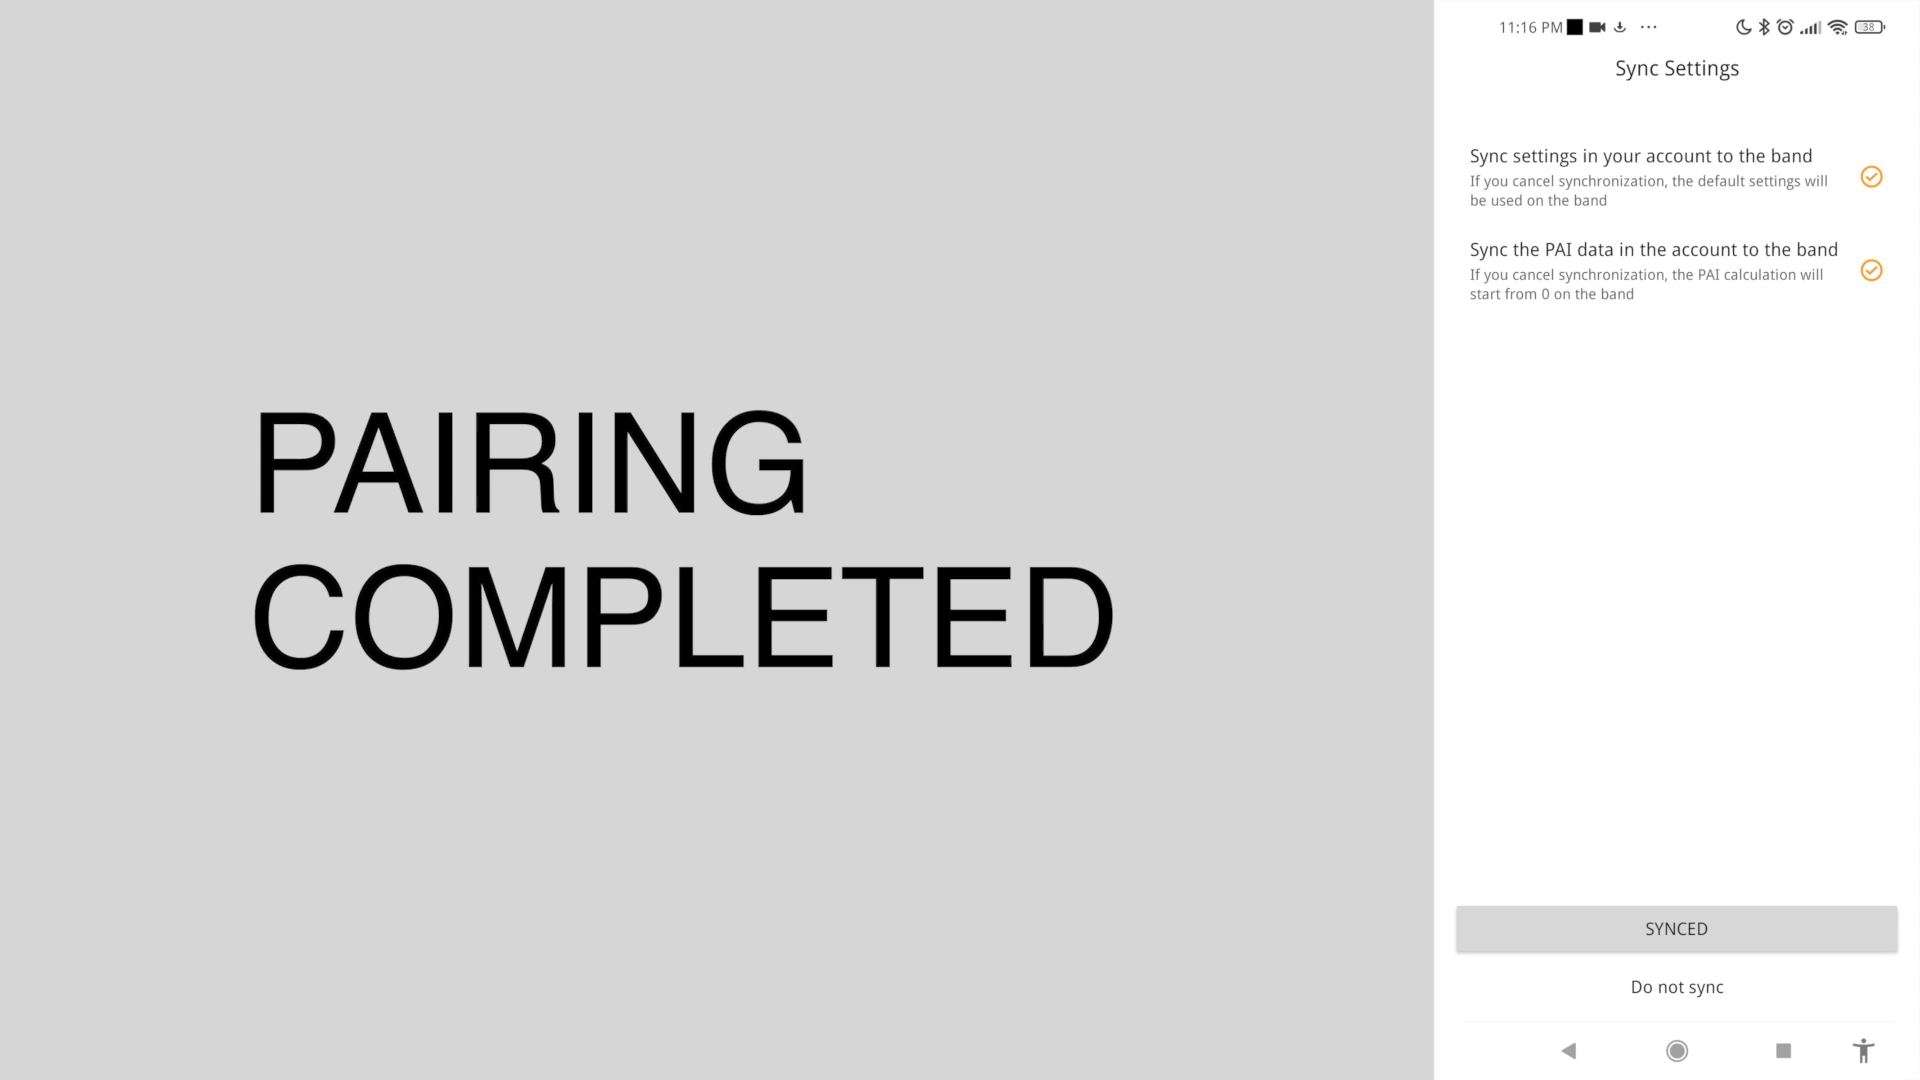 PAIRING
COMPLETED
11:16 PM
38
Sync Settings
Sync settings in your account to the band
If you cancel synchronization, the default settings will
be used on the band
Sync the PAI data in the account to the band
If you cancel synchronization, the PAI calculation will
start from 0 on the band
SYNCED
Do not sync